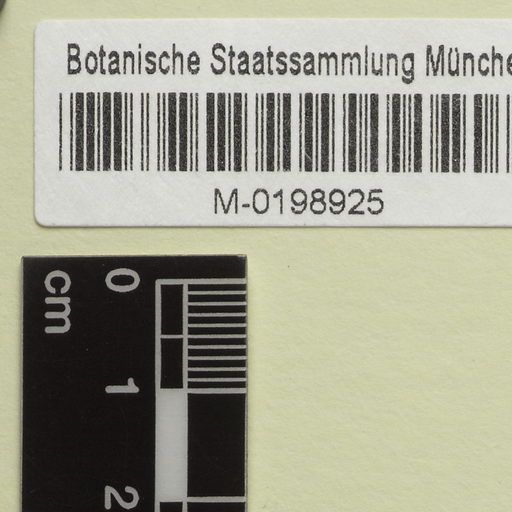 Botanische Staatssammlung Münche
M-0198925
cm
0
1
2